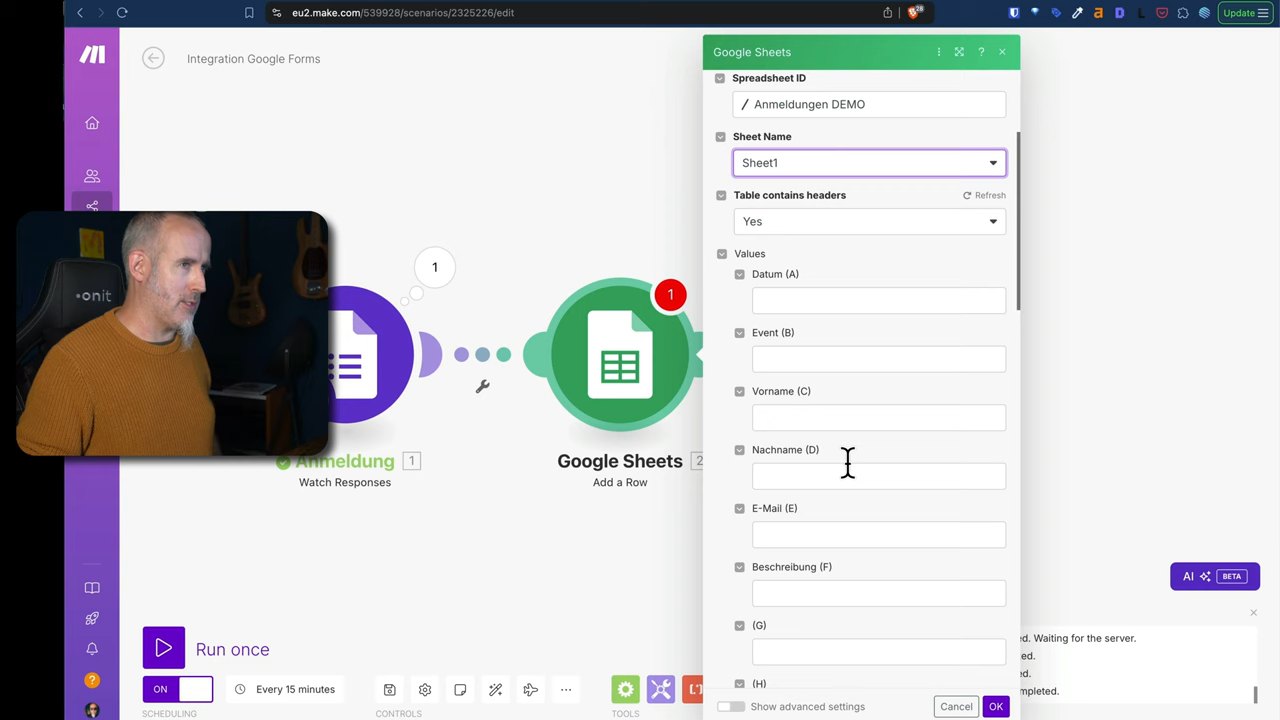 eu2.make.com/539928/scenarios/2325226/edit
28
Update
Integration Google Forms
Google Sheets
Spreadsheet ID
/ Anmeldungen DEMO
Sheet Name
Sheet1
Table contains headers
Refresh
Yes
Values
Datum (A)
Event (B)
Vorname (C)
Nachname (D)
E-Mail (E)
Beschreibung (F)
(G)
(H)
Show advanced settings
Cancel
OK
1
1
onit
Anmeldung 1
Watch Responses
Google Sheets 2
Add a Row
AI BETA
ed. Waiting for the server.
ed.
ed.
mpleted.
Run once
ON
Every 15 minutes
SCHEDULING
CONTROLS
TOOLS